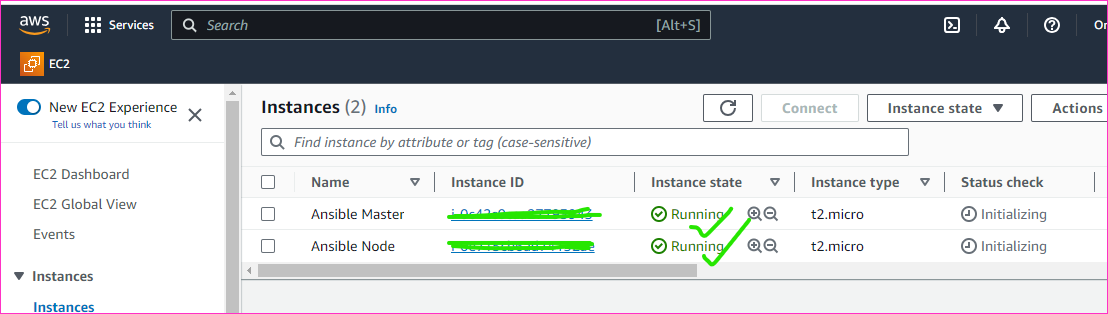 aws Services Search [Alt+S]
EC2
New EC2 Experience
Tell us what you think
EC2 Dashboard
EC2 Global View
Events
Instances
Instances
Instances (2) Info Connect Instance state Actions
Find instance by attribute or tag (case-sensitive)
Name Instance ID Instance state Instance type Status check
Ansible Master Running t2.micro Initializing
Ansible Node Running t2.micro Initializing